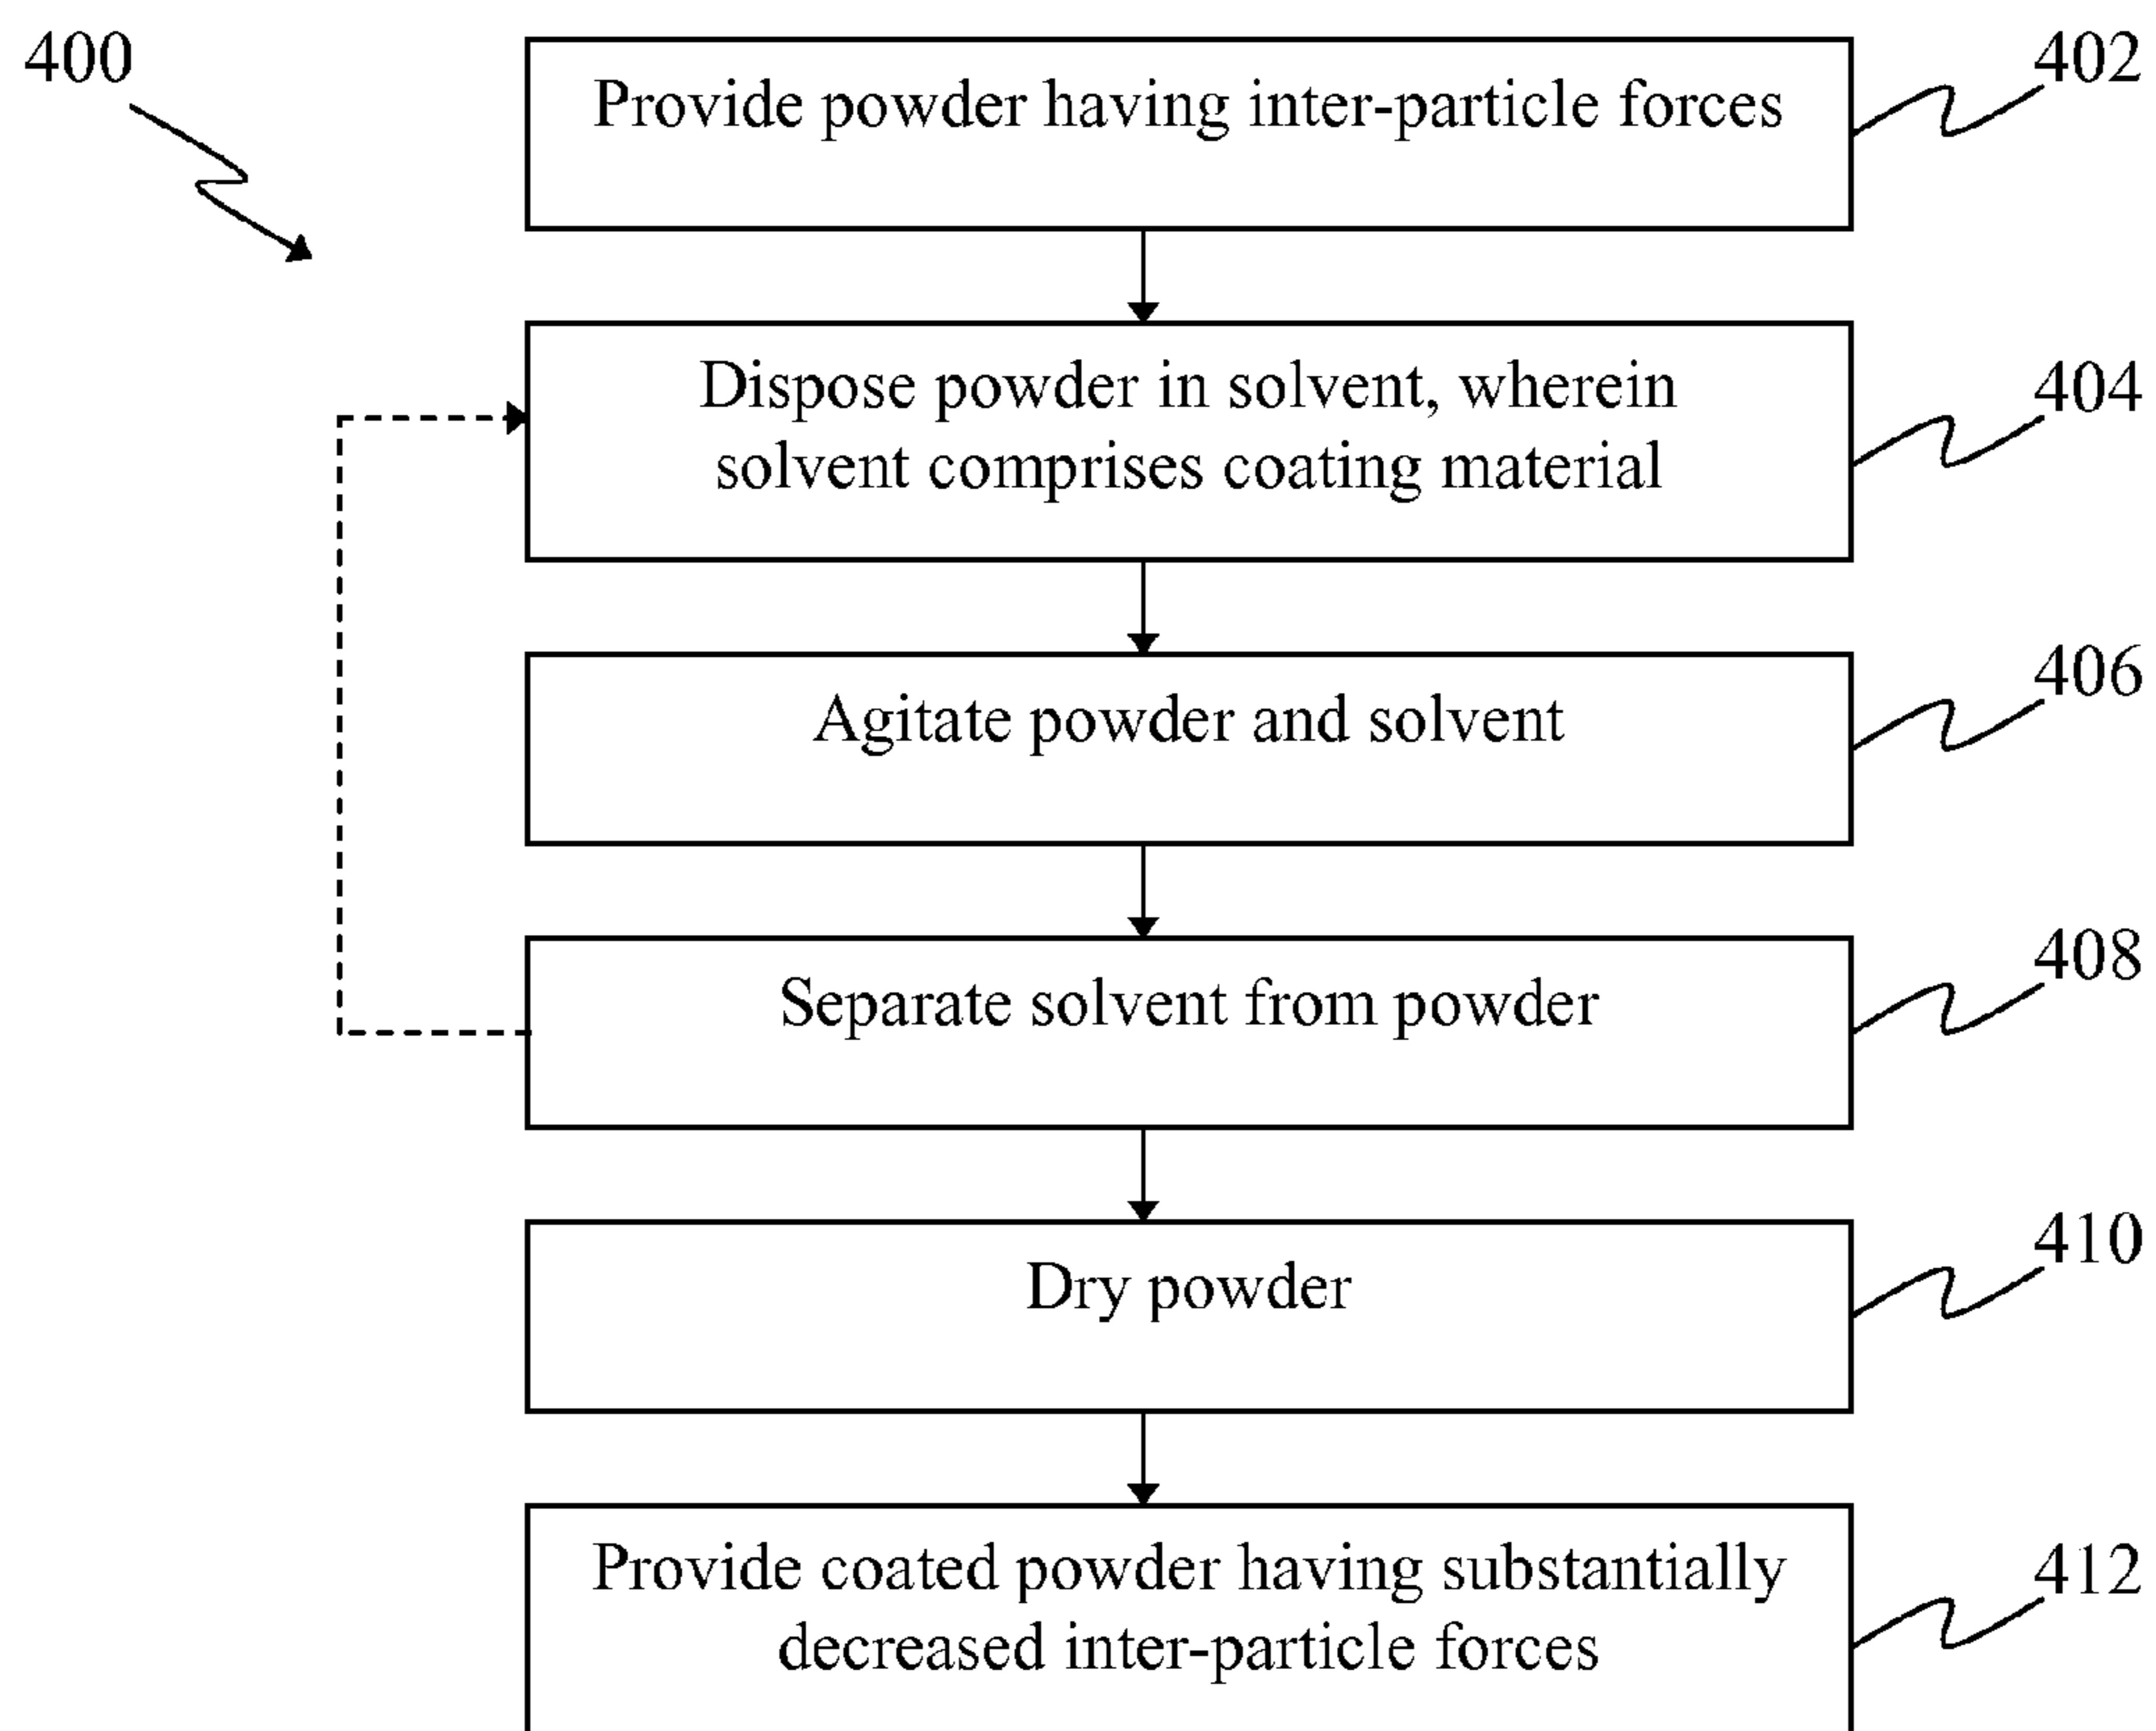 400
Provide powder having inter-particle forces
402
Dispose powder in solvent, wherein
solvent comprises coating material
404
Agitate powder and solvent
406
Separate solvent from powder
408
Dry powder
410
Provide coated powder having substantially
decreased inter-particle forces
412